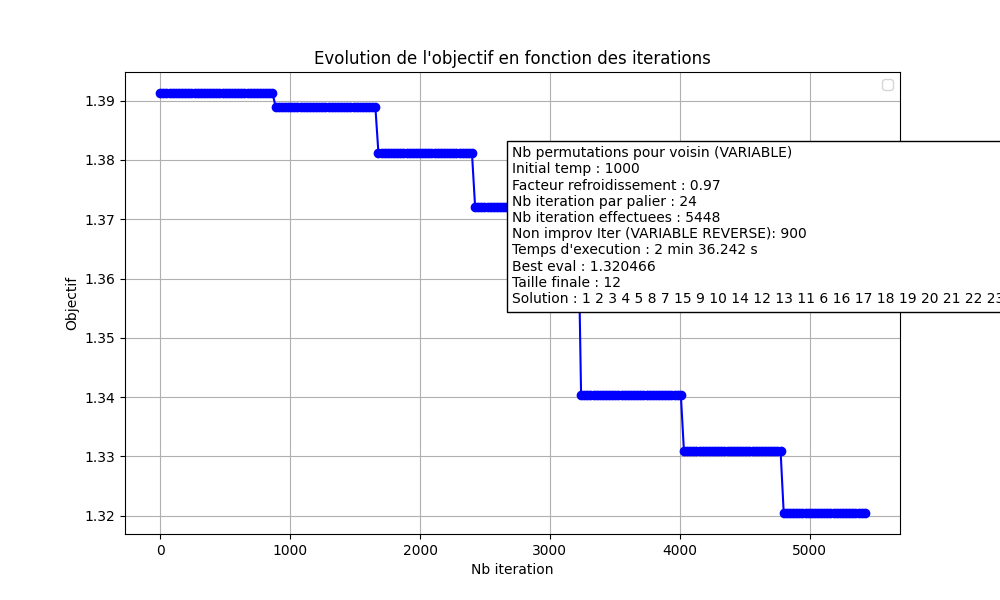 Evolution de l'objectif en fonction des iterations
1.39
1.38
1.37
1.36
1.35
1.34
1.33
1.32
Objectif
Nb permutations pour voisin (VARIABLE)
Initial temp : 1000
Facteur refroidissement : 0.97
Nb iteration par palier : 24
Nb iteration effectuees : 5448
Non improv Iter (VARIABLE REVERSE): 900
Temps d'execution : 2 min 36.242 s
Best eval : 1.320466
Taille finale : 12
Solution : 1 2 3 4 5 8 7 15 9 10 14 12 13 11 6 16 17 18 19 20 21 22 23
0 1000 2000 3000 4000 5000
Nb iteration